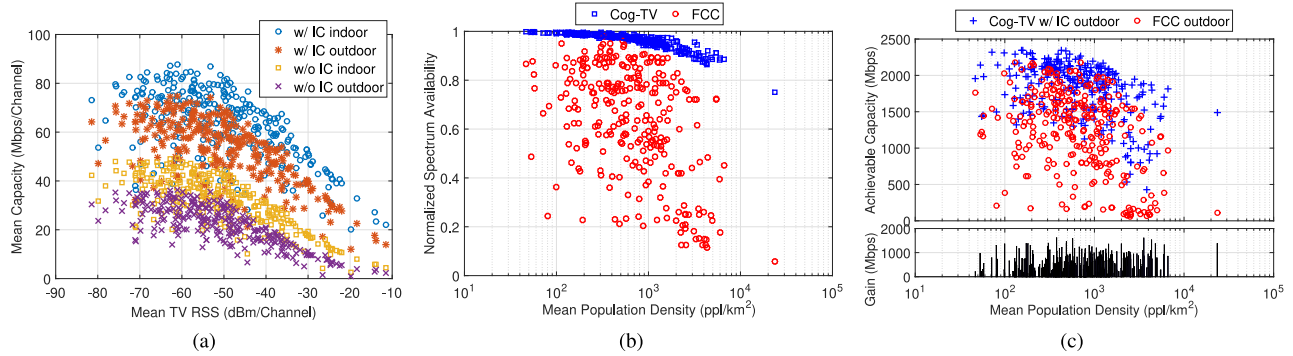 w/ IC indoor
w/ IC outdoor
w/o IC indoor
w/o IC outdoor
Mean Capacity (Mbps/Channel)
100
80
60
40
20
0
-90 -80 -70 -60 -50 -40 -30 -20 -10
Mean TV RSS (dBm/Channel)
(a)
Cog-TV FCC
Normalized Spectrum Availability
1
0.8
0.6
0.4
0.2
0
10^1 10^2 10^3 10^4 10^5
Mean Population Density (ppl/km^2)
(b)
Cog-TV w/ IC outdoor FCC outdoor
Achievable Capacity (Mbps)
2500
2000
1500
1000
500
0
Gain (Mbps)
2000
1000
0
10^1 10^2 10^3 10^4 10^5
Mean Population Density (ppl/km^2)
(c)